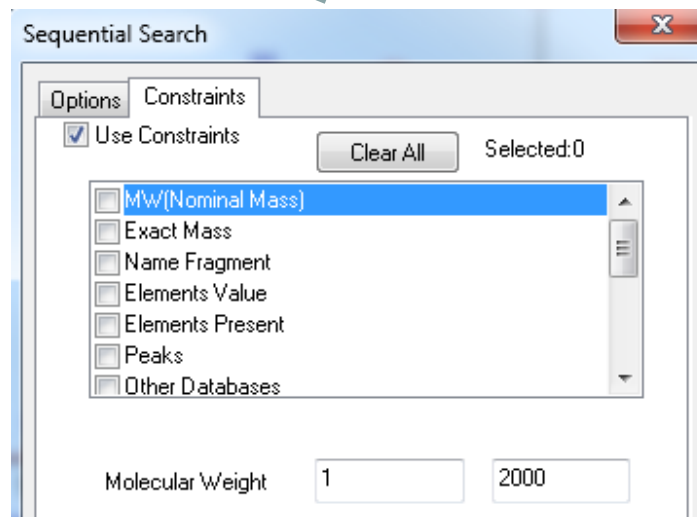 Sequential Search
Options Constraints
Use Constraints Clear All Selected:0
MW(Nominal Mass)
Exact Mass
Name Fragment
Elements Value
Elements Present
Peaks
Other Databases
Molecular Weight 1 2000